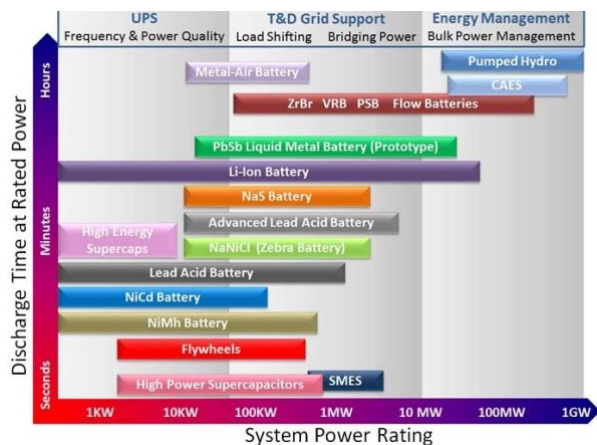 UPS
T&D Grid Support
Energy Management
Frequency & Power Quality
Load Shifting
Bridging Power
Bulk Power Management
Discharge Time at Rated Power
Hours
Minutes
Seconds
Pumped Hydro
Metal-Air Battery
CAES
ZrBr VRB PSB Flow Batteries
PbSb Liquid Metal Battery (Prototype)
Li-Ion Battery
NaS Battery
High Energy
Supercaps
Advanced Lead Acid Battery
NaNiCl (Zebra Battery)
Lead Acid Battery
NiCd Battery
NiMh Battery
Flywheels
High Power Supercapacitors
SMES
1KW
10KW
100KW
1MW
10 MW
100MW
1GW
System Power Rating